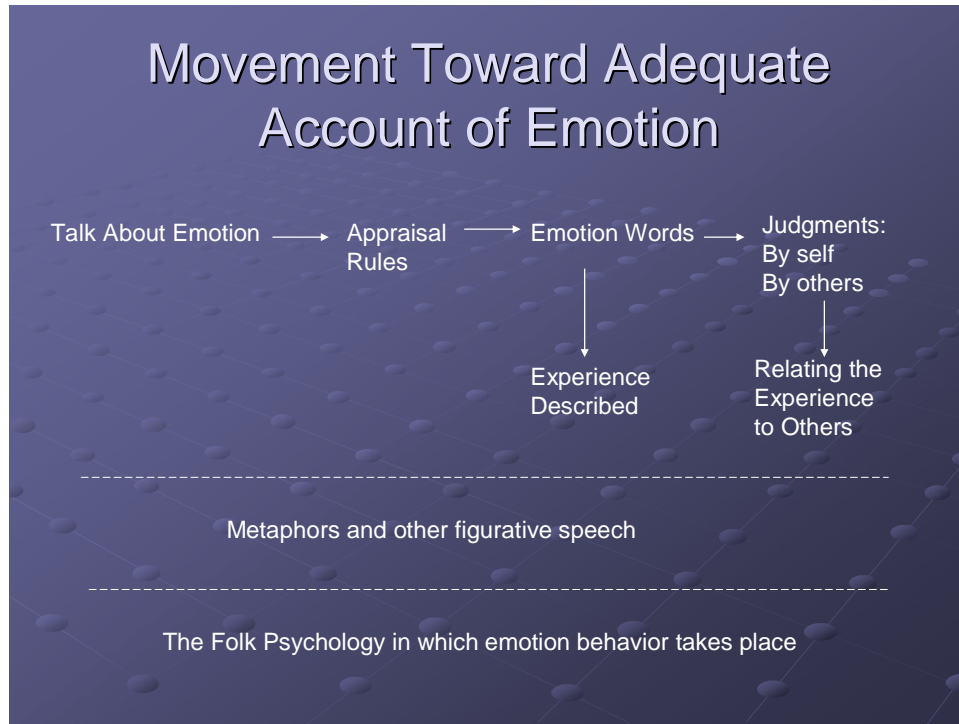 Movement Toward Adequate
Account of Emotion
Talk About Emotion
Appraisal
Rules
Emotion Words
Judgments:
By self
By others
Experience
Described
Relating the
Experience
to Others
Metaphors and other figurative speech
The Folk Psychology in which emotion behavior takes place